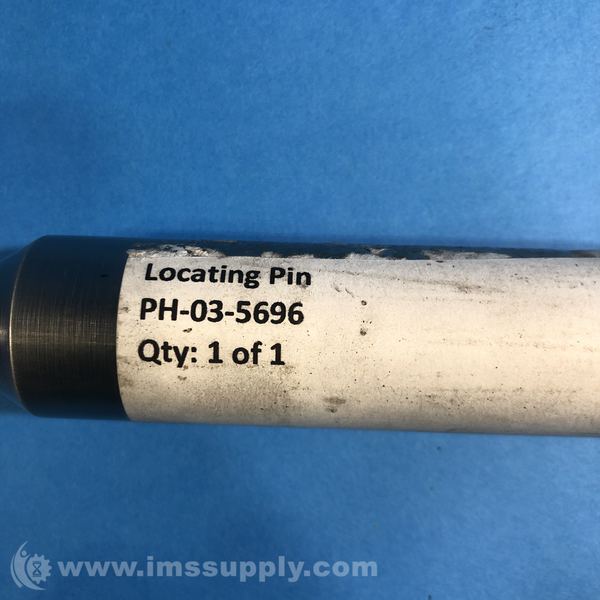 Locating Pin
PH-03-5696
Qty: 1 of 1
www.imssupply.com